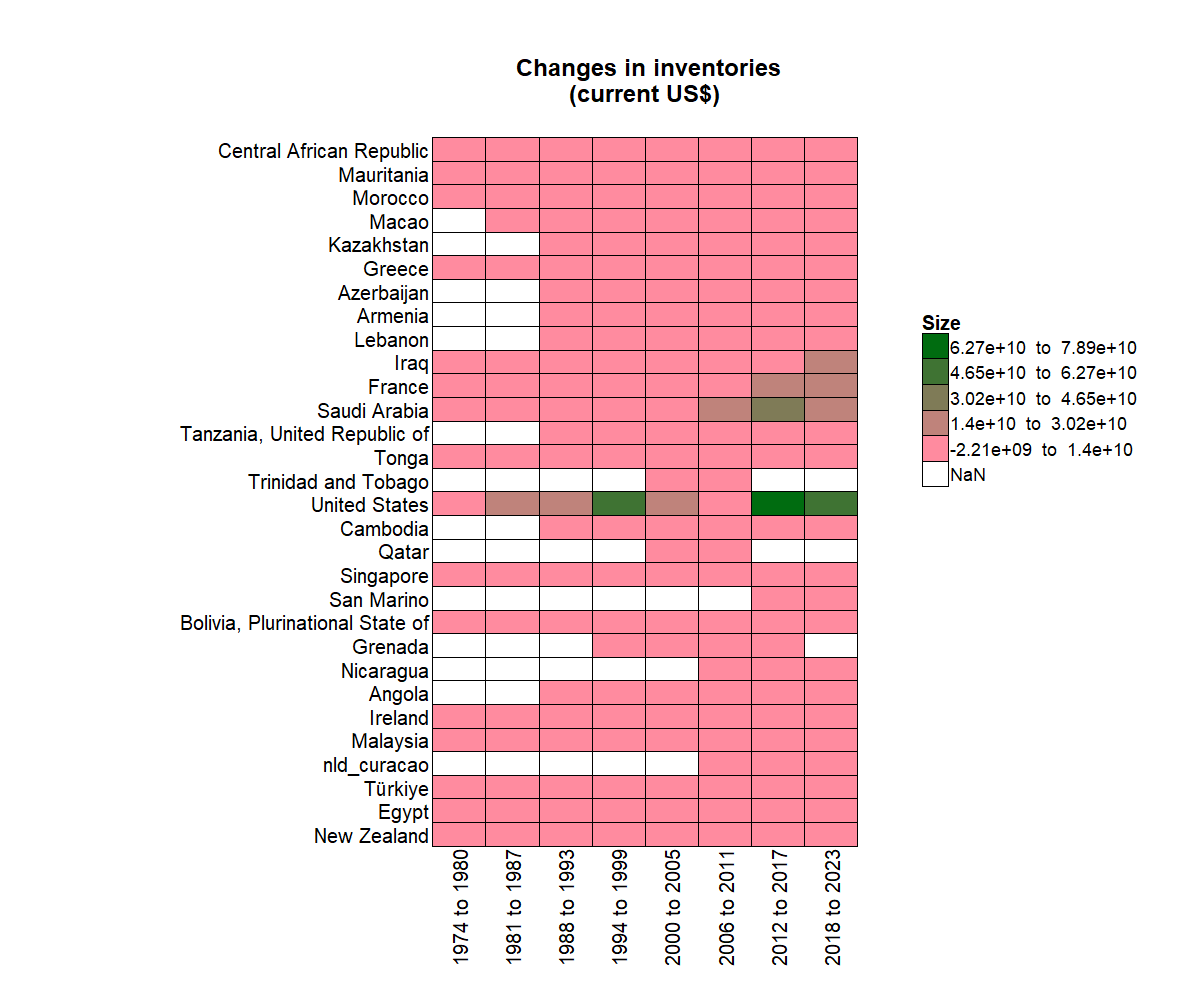 Changes in inventories
(current US$)
Central African Republic
Mauritania
Morocco
Macao
Kazakhstan
Greece
Azerbaijan
Armenia
Lebanon
Iraq
France
Saudi Arabia
Tanzania, United Republic of
Tonga
Trinidad and Tobago
United States
Cambodia
Qatar
Singapore
San Marino
Bolivia, Plurinational State of
Grenada
Nicaragua
Angola
Ireland
Malaysia
nld_curacao
Türkiye
Egypt
New Zealand
1974 to 1980
1981 to 1987
1988 to 1993
1994 to 1999
2000 to 2005
2006 to 2011
2012 to 2017
2018 to 2023
Size
6.27e+10 to 7.89e+10
4.65e+10 to 6.27e+10
3.02e+10 to 4.65e+10
1.4e+10 to 3.02e+10
-2.21e+09 to 1.4e+10
NaN